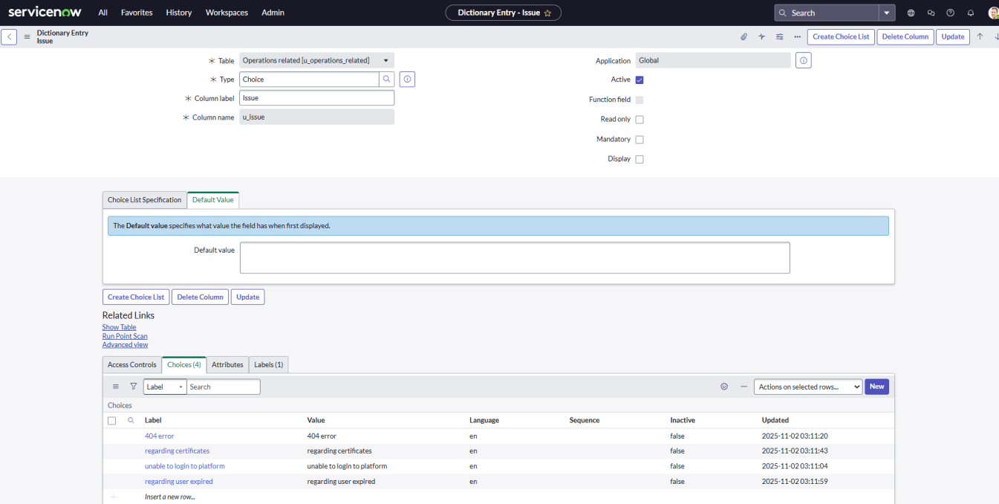 servicenow All Favorites History Workspaces Admin Dictionary Entry - Issue Search
Dictionary Entry
Issue
Create Choice List Delete Column Update
Table Operations related [u_operations_related] Application Global
Type Choice Active
Column label Issue Function field
Column name u_issue Read only
Mandatory
Display
Choice List Specification Default Value
The Default value specifies what value the field has when first displayed.
Default value
Create Choice List Delete Column Update
Related Links
Show Table
Run Point Scan
Advanced view
Access Controls Choices (4) Attributes Labels (1)
Label Search Actions on selected rows... New
Choices
Label Value Language Sequence Inactive Updated
404 error 404 error en false 2025-11-02 03:11:20
regarding certificates regarding certificates en false 2025-11-02 03:11:43
unable to login to platform unable to login to platform en false 2025-11-02 03:11:04
regarding user expired regarding user expired en false 2025-11-02 03:11:59
Insert a new row...